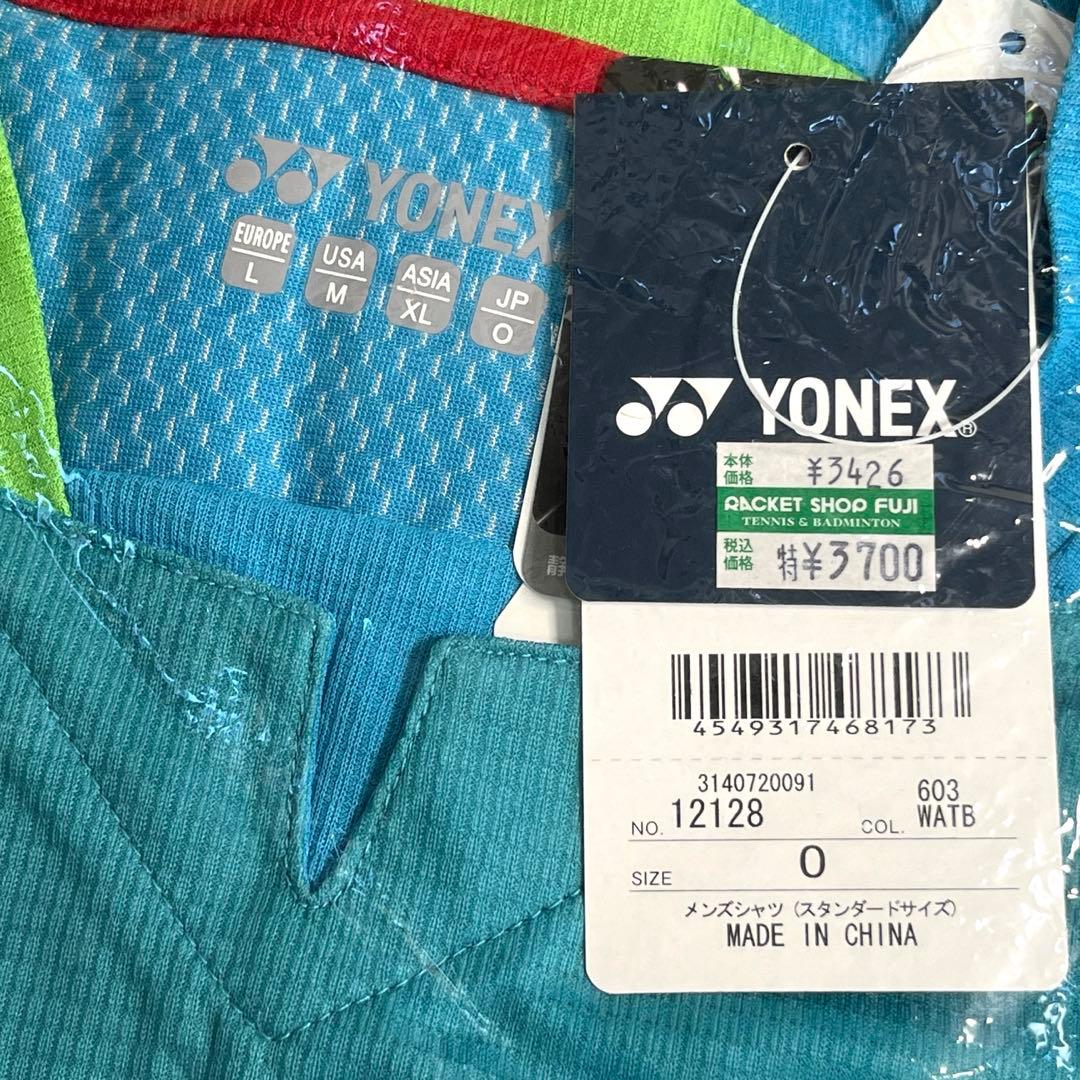 YONEX
EUROPE
L
USA
M
ASIA
XL
JP
O
静
YONEX®
本体
価格
¥3426
RACKET SHOP FUJI
TENNIS & BADMINTON
税込
価格
特¥3700
4549317468173
3140720091
NO. 12128
603
COL. WATB
SIZE O
メンズシャツ (スタンダードサイズ)
MADE IN CHINA